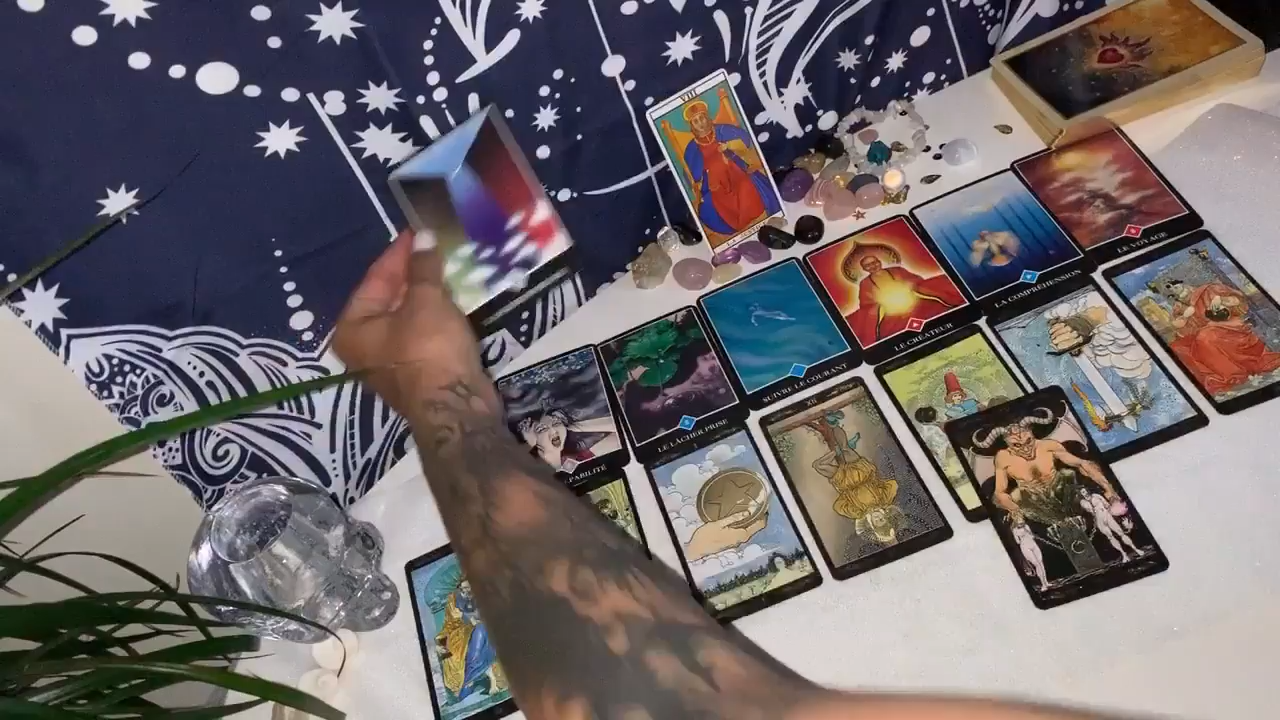 VIII
LE VOYAGE
LA COMPRÉHENSION
LE CRÉATEUR
SUIVRE LE COURANT
LE LÂCHER PRISE
XII